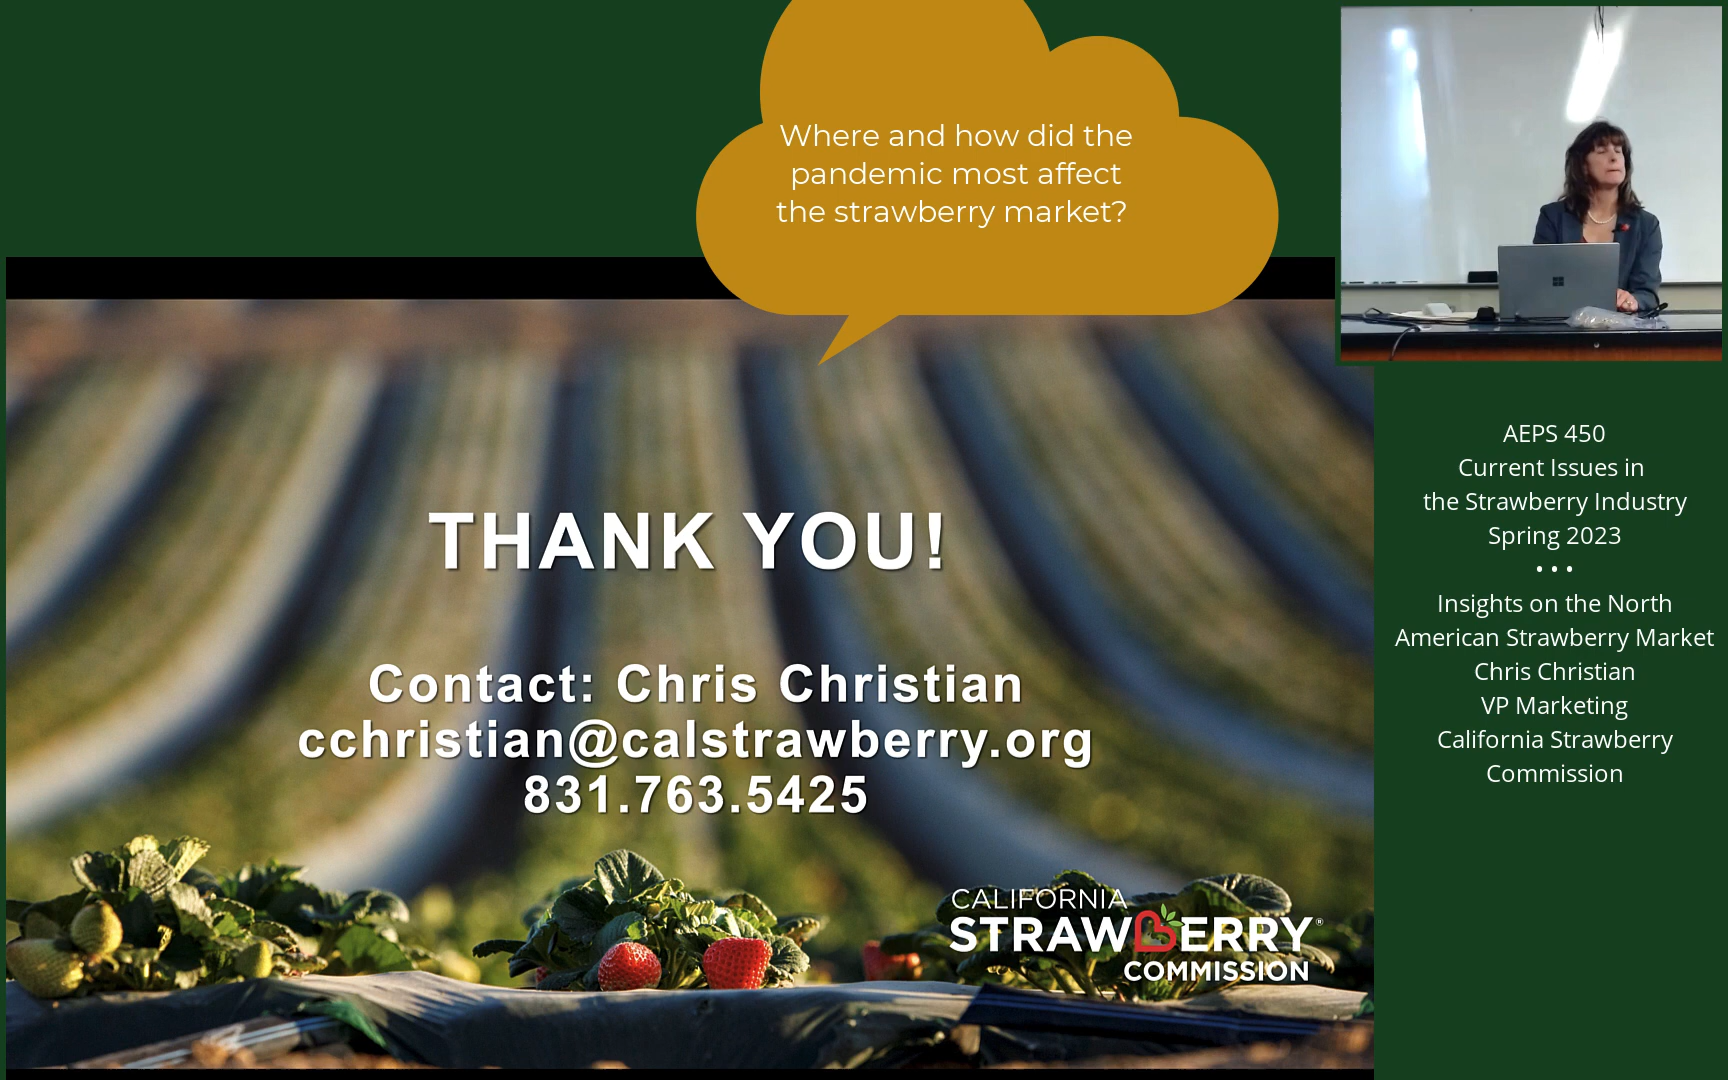 Where and how did the
pandemic most affect
the strawberry market?
THANK YOU!
Contact: Chris Christian
cchristian@calstrawberry.org
831.763.5425
CALIFORNIA
STRAWBERRY®
COMMISSION
AEPS 450
Current Issues in
the Strawberry Industry
Spring 2023
• • •
Insights on the North
American Strawberry Market
Chris Christian
VP Marketing
California Strawberry
Commission